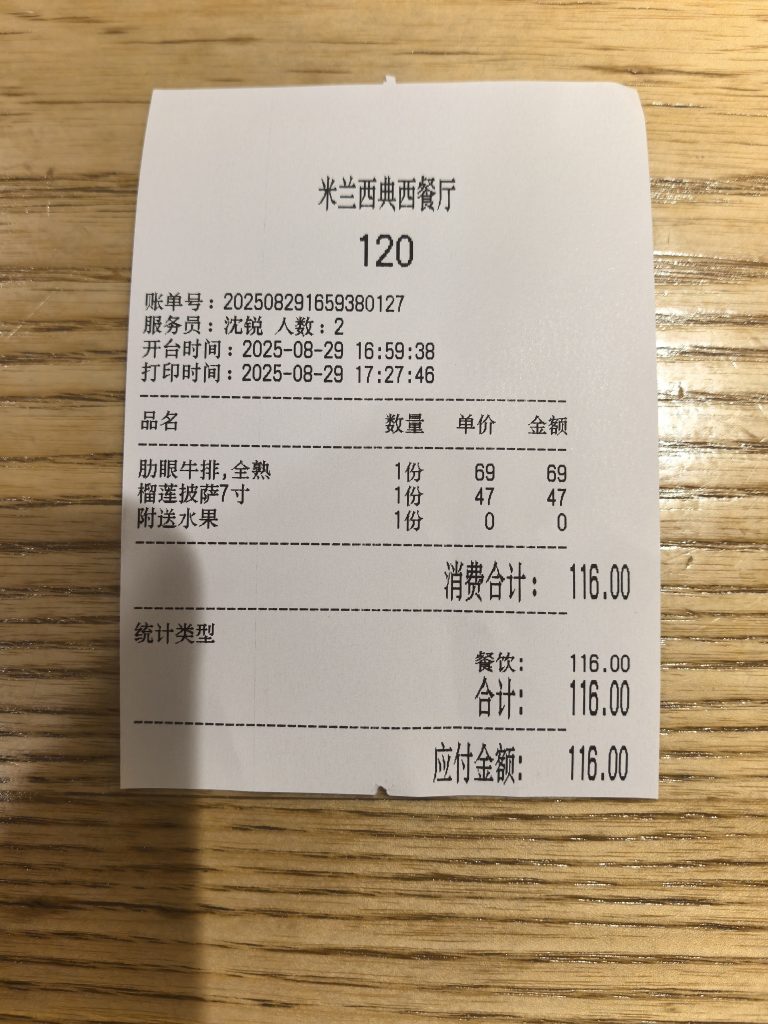 米兰西典西餐厅
120
账单号：202508291659380127
服务员：沈锐 人数：2
开台时间：2025-08-29 16:59:38
打印时间：2025-08-29 17:27:46
品名 数量 单价 金额
肋眼牛排,全熟 1份 69 69
榴莲披萨7寸 1份 47 47
附送水果 1份 0 0
消费合计： 116.00
统计类型
餐饮： 116.00
合计： 116.00
应付金额： 116.00